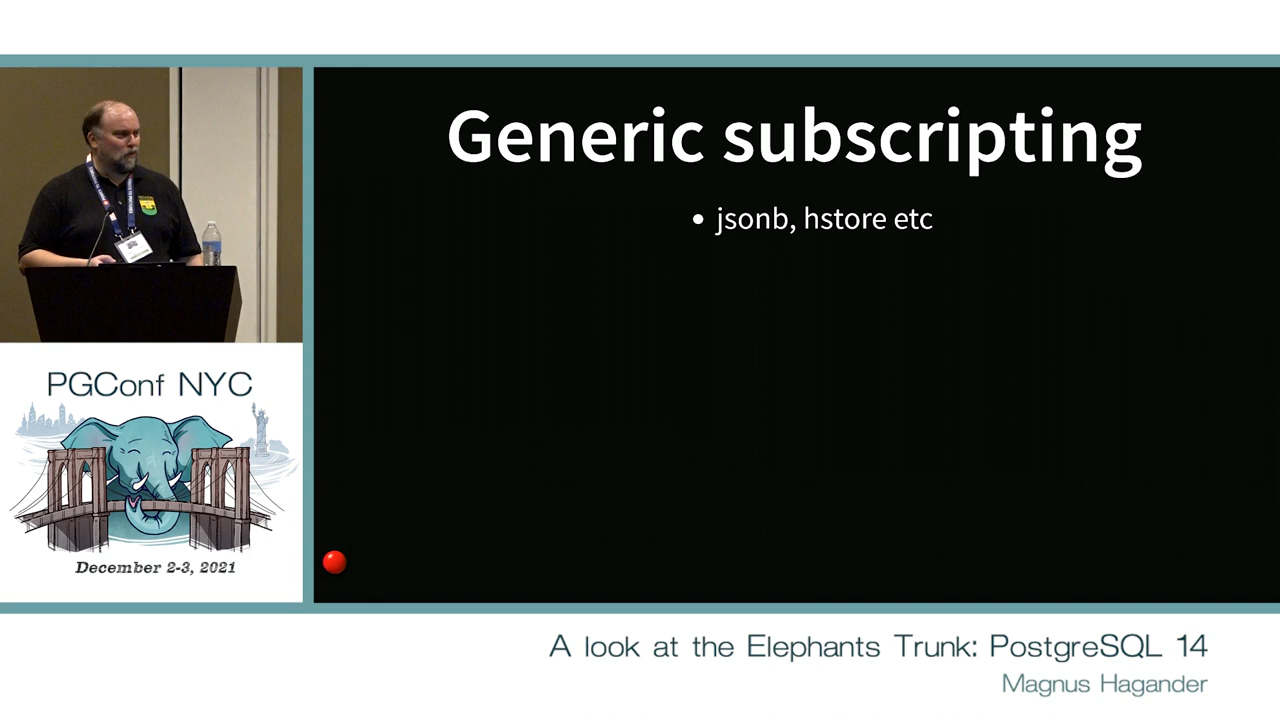 Generic subscripting
• jsonb, hstore etc
PGConf NYC
December 2-3, 2021
A look at the Elephants Trunk: PostgreSQL 14
Magnus Hagander